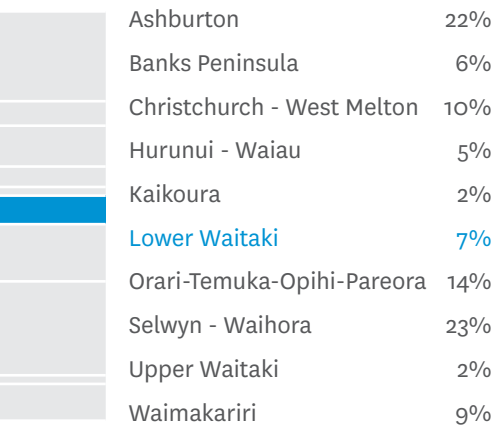 Ashburton 22%
Banks Peninsula 6%
Christchurch - West Melton 10%
Hurunui - Waiau 5%
Kaikoura 2%
Lower Waitaki 7%
Orari-Temuka-Opihi-Pareora 14%
Selwyn - Waihora 23%
Upper Waitaki 2%
Waimakariri 9%